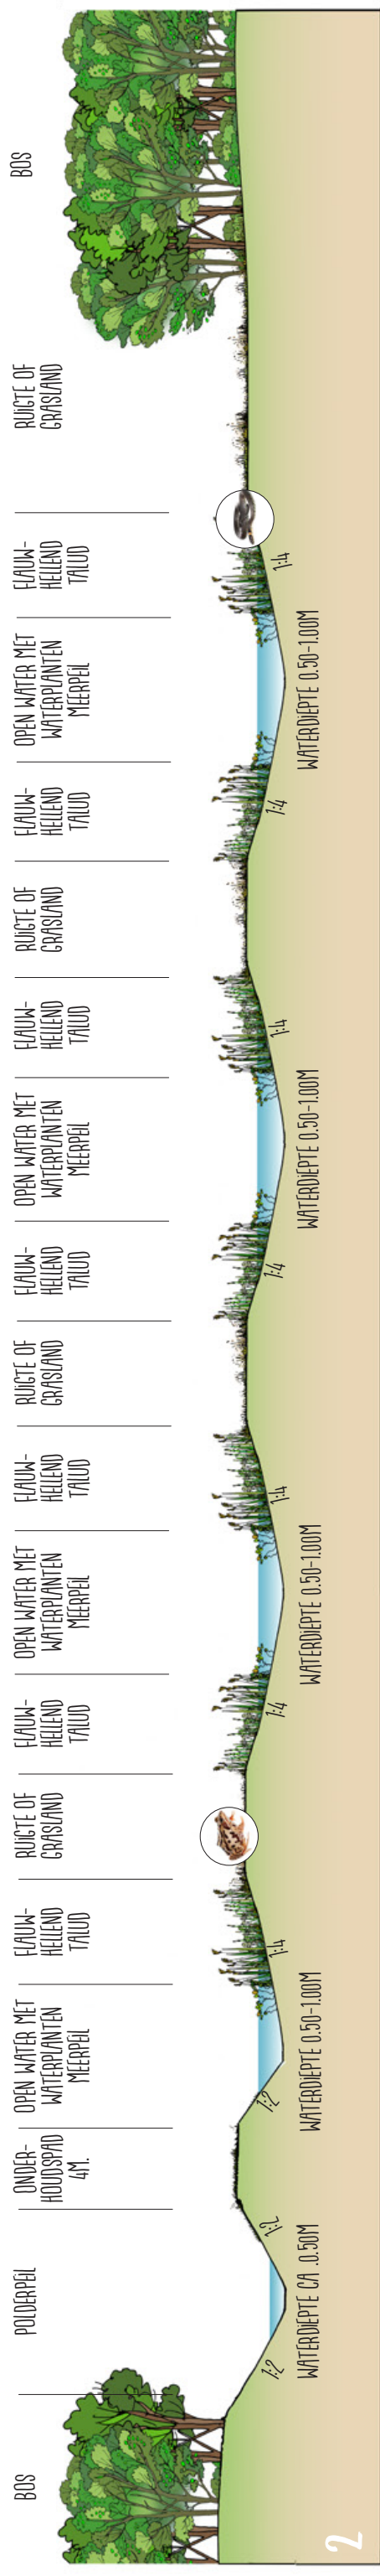 BOS
POLDERPEiL
ONDER-
HOUDSPAD
4M.
OPEN WATER MET
WATERPLANTEN
MEERPEiL
FLAUW-
HELLEND
TALUD
RUiGTE OF
GRASLAND
FLAUW-
HELLEND
TALUD
OPEN WATER MET
WATERPLANTEN
MEERPEiL
FLAUW-
HELLEND
TALUD
RUiGTE OF
GRASLAND
FLAUW-
HELLEND
TALUD
OPEN WATER MET
WATERPLANTEN
MEERPEiL
FLAUW-
HELLEND
TALUD
RUiGTE OF
GRASLAND
FLAUW-
HELLEND
TALUD
OPEN WATER MET
WATERPLANTEN
MEERPEiL
FLAUW-
HELLEND
TALUD
RUiGTE OF
GRASLAND
BOS
1:2
1:2
1:2
1:4
1:4
1:4
1:4
1:4
1:4
1:4
WATERDiEPTE CA .0.50M
WATERDiEPTE 0.50-1.00M
WATERDiEPTE 0.50-1.00M
WATERDiEPTE 0.50-1.00M
WATERDiEPTE 0.50-1.00M
2